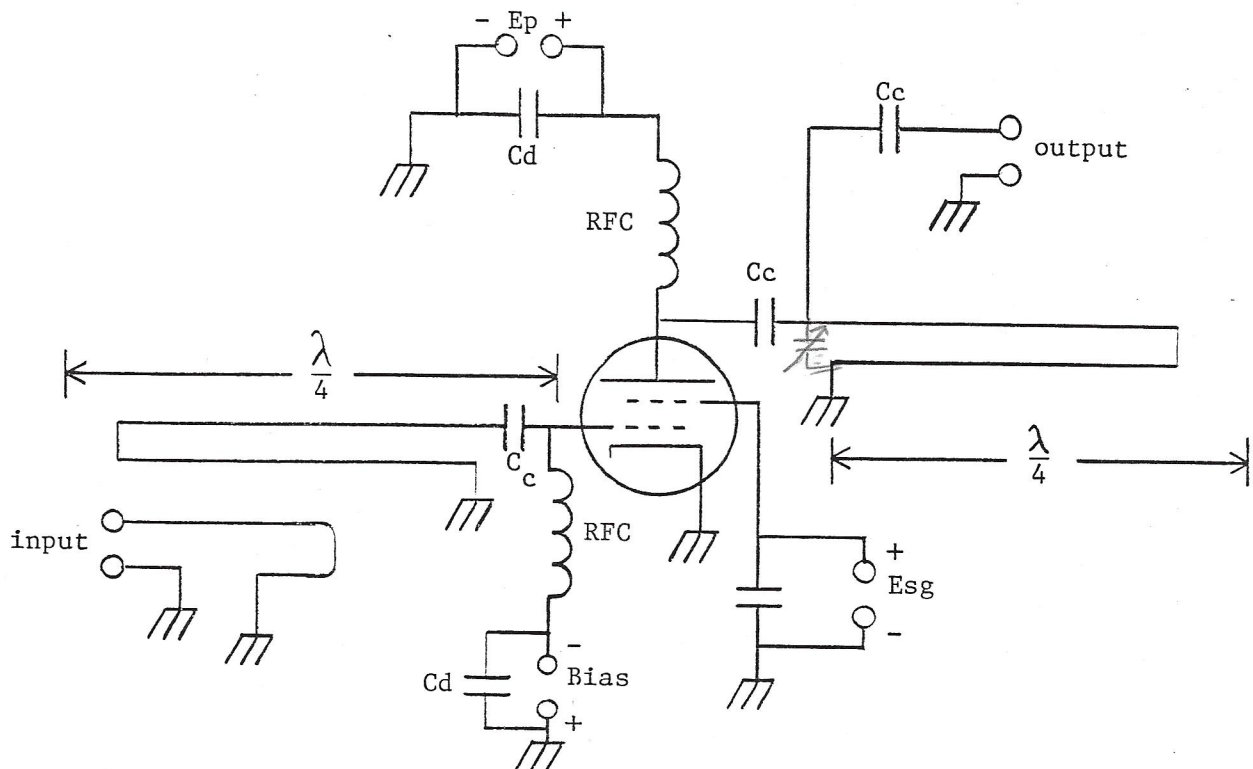 - Ep +
Cd
Cc
output
RFC
Cc
λ
4
C
c
λ
4
input
RFC
+
Esg
-
-
Cd
Bias
+